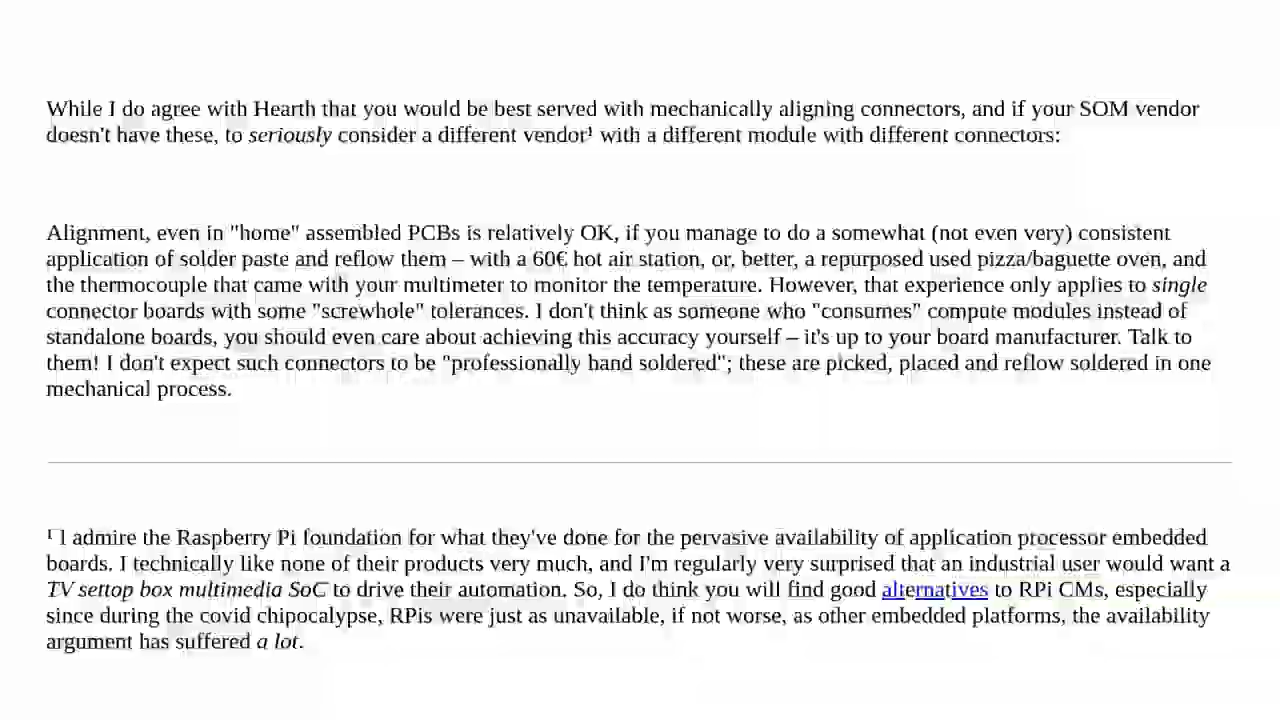 While I do agree with Hearth that you would be best served with mechanically aligning connectors, and if your SOM vendor
doesn't have these, to seriously consider a different vendor¹ with a different module with different connectors:
Alignment, even in "home" assembled PCBs is relatively OK, if you manage to do a somewhat (not even very) consistent
application of solder paste and reflow them – with a 60€ hot air station, or, better, a repurposed used pizza/baguette oven, and
the thermocouple that came with your multimeter to monitor the temperature. However, that experience only applies to single
connector boards with some "screwhole" tolerances. I don't think as someone who "consumes" compute modules instead of
standalone boards, you should even care about achieving this accuracy yourself – it's up to your board manufacturer. Talk to
them! I don't expect such connectors to be "professionally hand soldered"; these are picked, placed and reflow soldered in one
mechanical process.
¹ I admire the Raspberry Pi foundation for what they've done for the pervasive availability of application processor embedded
boards. I technically like none of their products very much, and I'm regularly very surprised that an industrial user would want a
TV settop box multimedia SoC to drive their automation. So, I do think you will find good alternatives to RPi CMs, especially
since during the covid chipocalypse, RPis were just as unavailable, if not worse, as other embedded platforms, the availability
argument has suffered a lot.